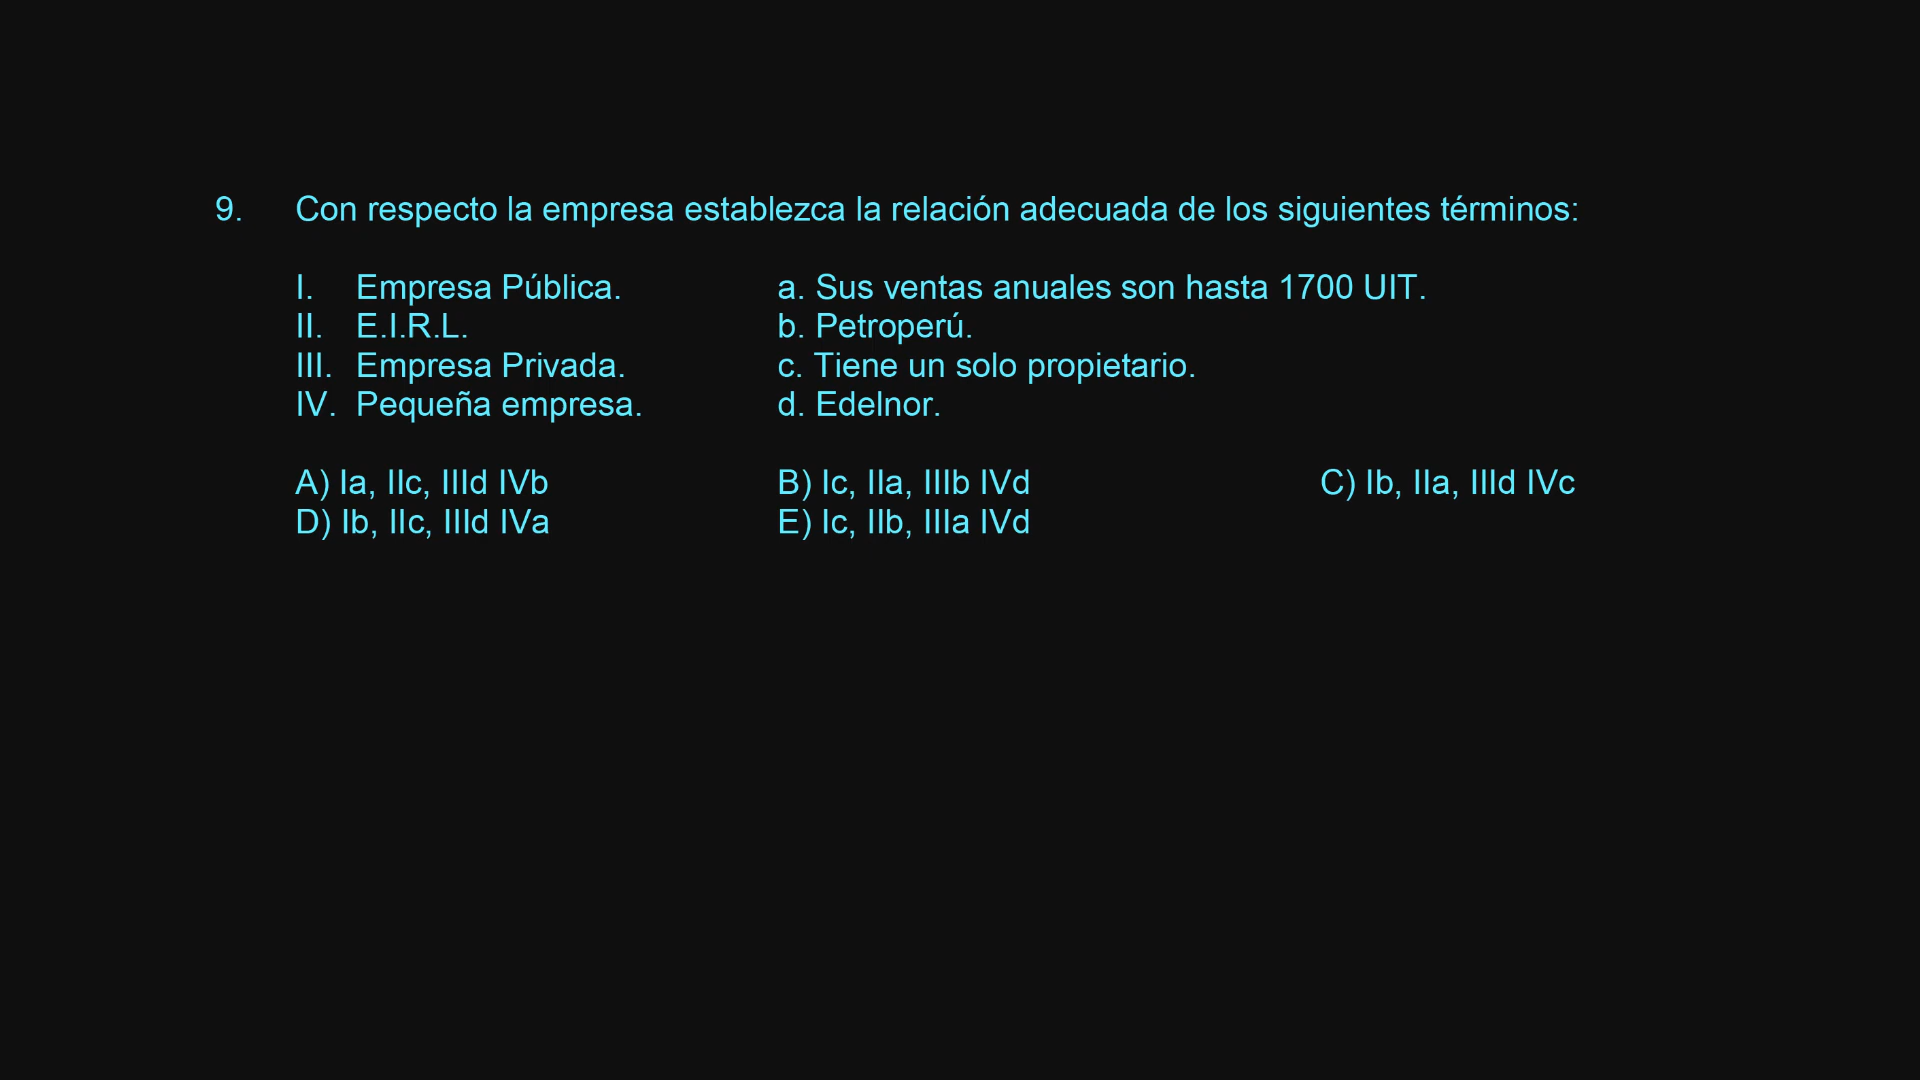 9. Con respecto la empresa establezca la relación adecuada de los siguientes términos:
I. Empresa Pública. a. Sus ventas anuales son hasta 1700 UIT.
II. E.I.R.L. b. Petroperú.
III. Empresa Privada. c. Tiene un solo propietario.
IV. Pequeña empresa. d. Edelnor.
A) Ia, IIc, IIId IVb B) Ic, IIa, IIIb IVd C) Ib, IIa, IIId IVc
D) Ib, IIc, IIId IVa E) Ic, IIb, IIIa IVd